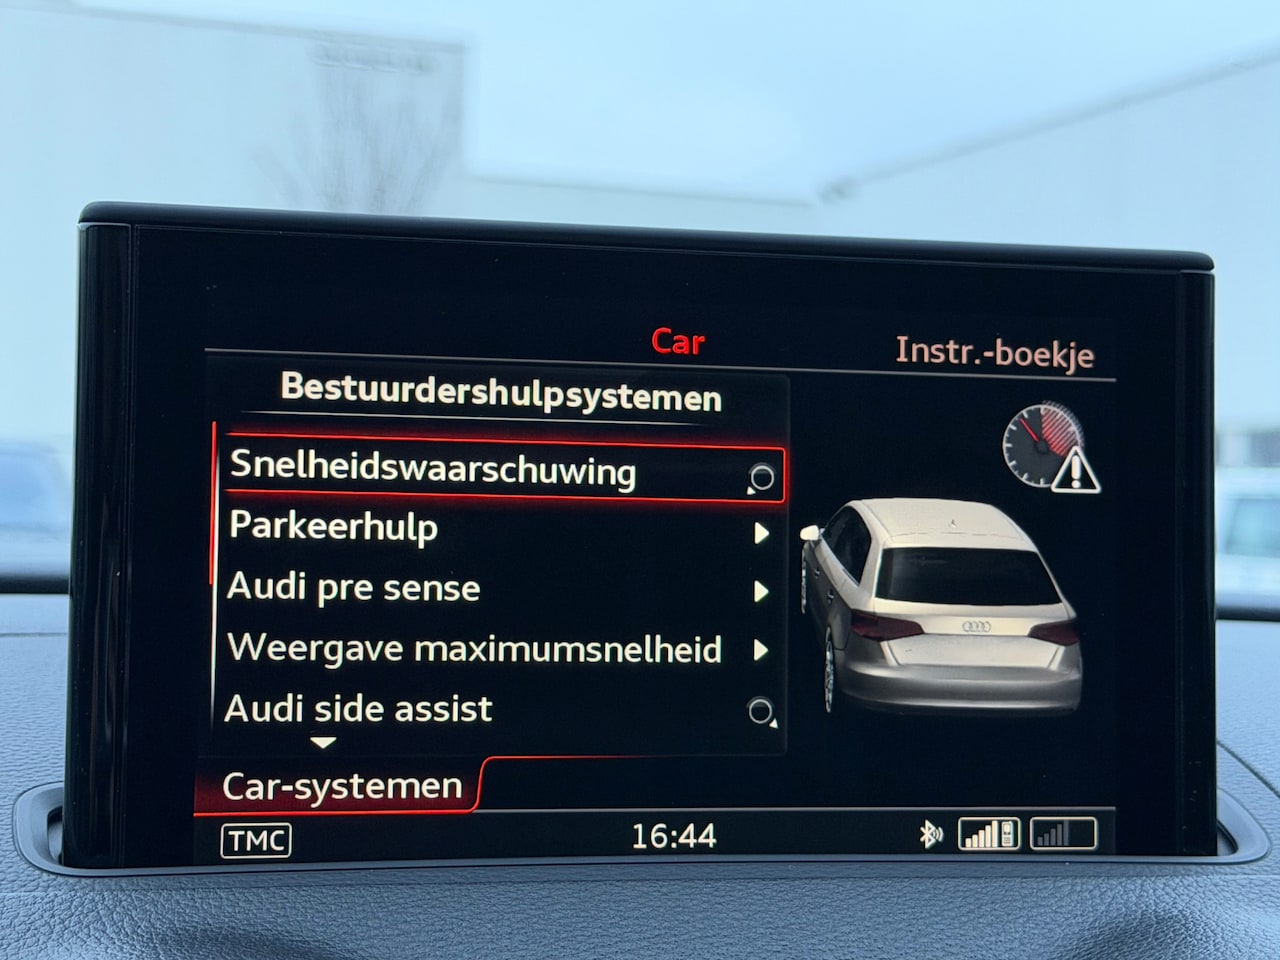 Car
Instr.-boekje
Bestuurdershulpsystemen
Snelheidswaarschuwing
Parkeerhulp
Audi pre sense
Weergave maximumsnelheid
Audi side assist
Car-systemen
TMC
16:44